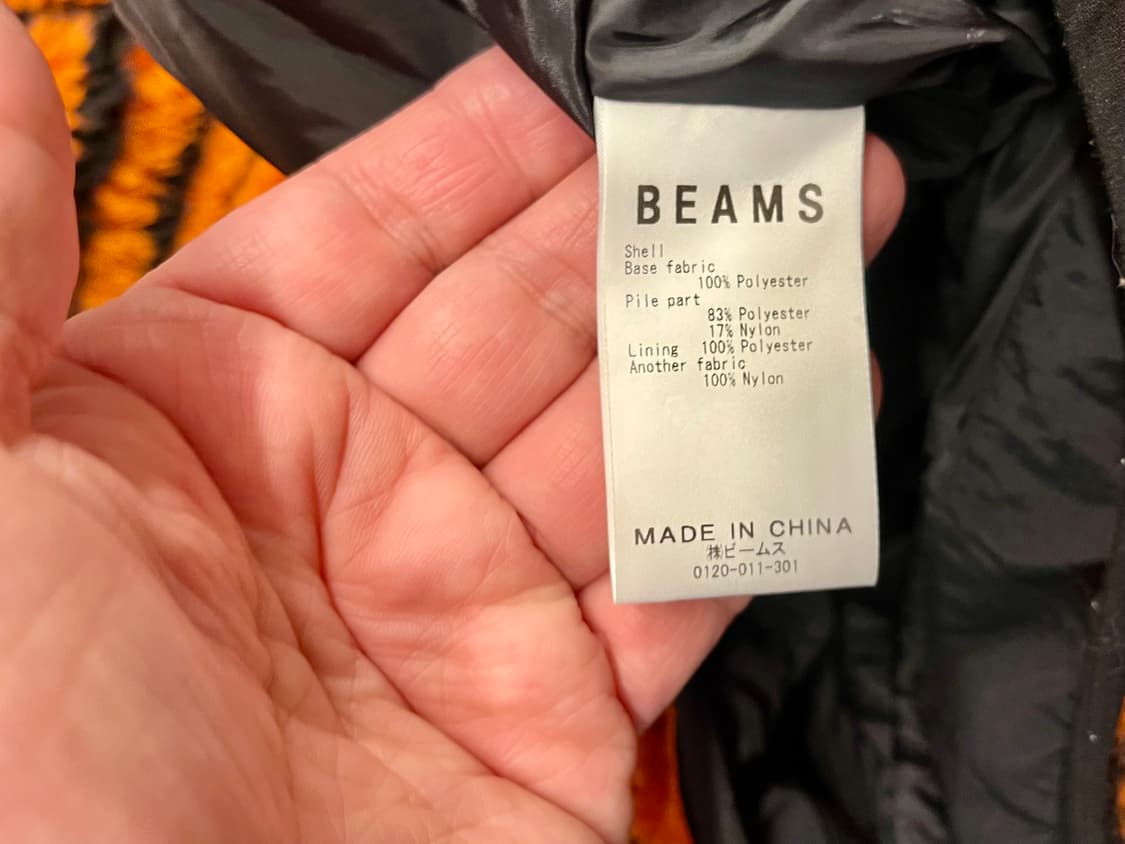 BEAMS
Shell
Base fabric
100% Polyester
Pile part
83% Polyester
17% Nylon
Lining 100% Polyester
Another fabric
100% Nylon
MADE IN CHINA
㈱ビームス
0120-011-301